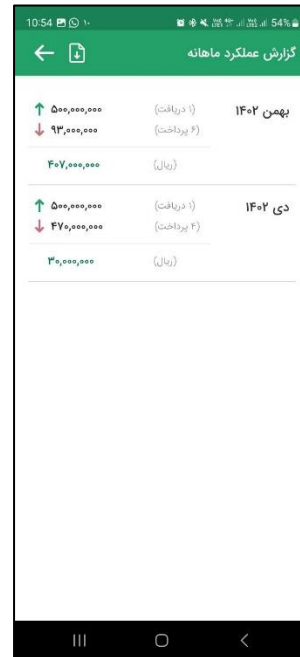 10:54
54%
گزارش عملکرد ماهانه
بهمن ۱۴۰۲
(۱ دریافت) ۵۰۰,۰۰۰,۰۰۰
(۶ پرداخت) ۹۳,۰۰۰,۰۰۰
(ریال) ۴۰۷,۰۰۰,۰۰۰
دی ۱۴۰۲
(۱ دریافت) ۵۰۰,۰۰۰,۰۰۰
(۴ پرداخت) ۴۷۰,۰۰۰,۰۰۰
(ریال) ۳۰,۰۰۰,۰۰۰